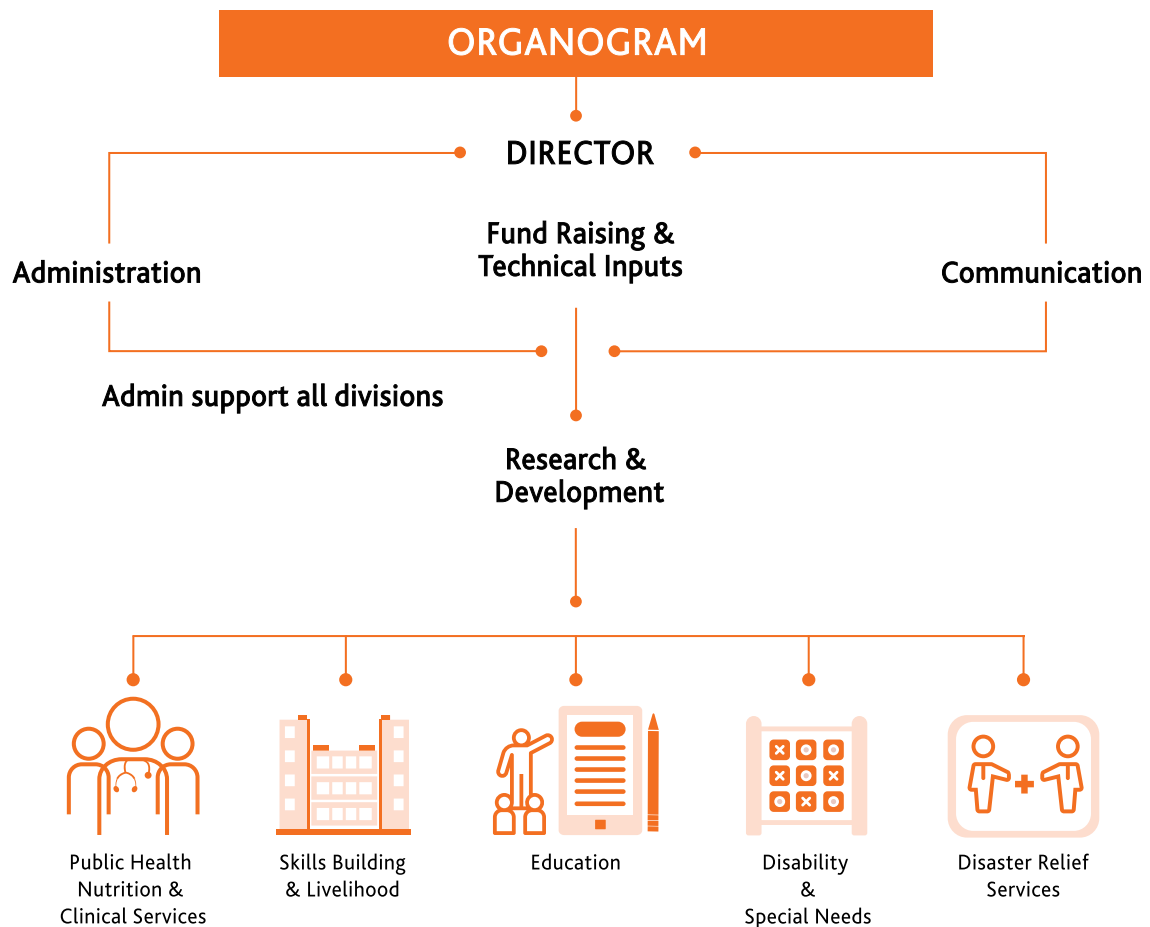 ORGANOGRAM
DIRECTOR
Fund Raising &
Technical Inputs
Administration
Communication
Admin support all divisions
Research &
Development
Public Health
Nutrition &
Clinical Services
Skills Building
& Livelihood
Education
Disability
&
Special Needs
Disaster Relief
Services